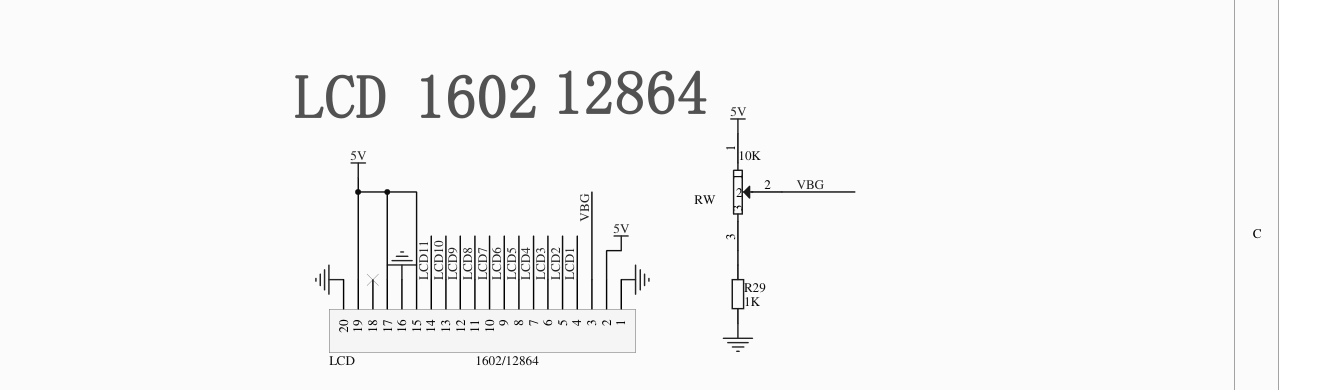 LCD 1602 12864
5V
1
10K
5V
RW
2
2
VBG
3
VBG
5V
3
C
LCD11
LCD10
LCD9
LCD8
LCD7
LCD6
LCD5
LCD4
LCD3
LCD2
LCD1
R29
1K
20 19 18 17 16 15 14 13 12 11 10 9 8 7 6 5 4 3 2 1
LCD 1602/12864